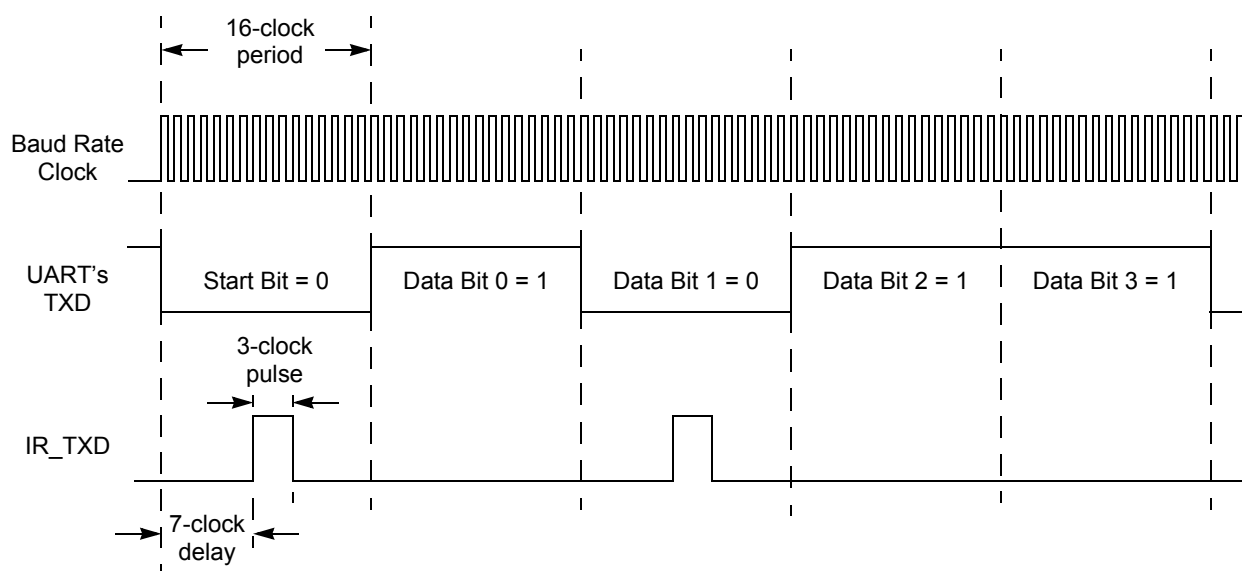 16-clock
period
Baud Rate
Clock
UART's
TXD
Start Bit = 0
Data Bit 0 = 1
Data Bit 1 = 0
Data Bit 2 = 1
Data Bit 3 = 1
3-clock
pulse
IR_TXD
7-clock
delay